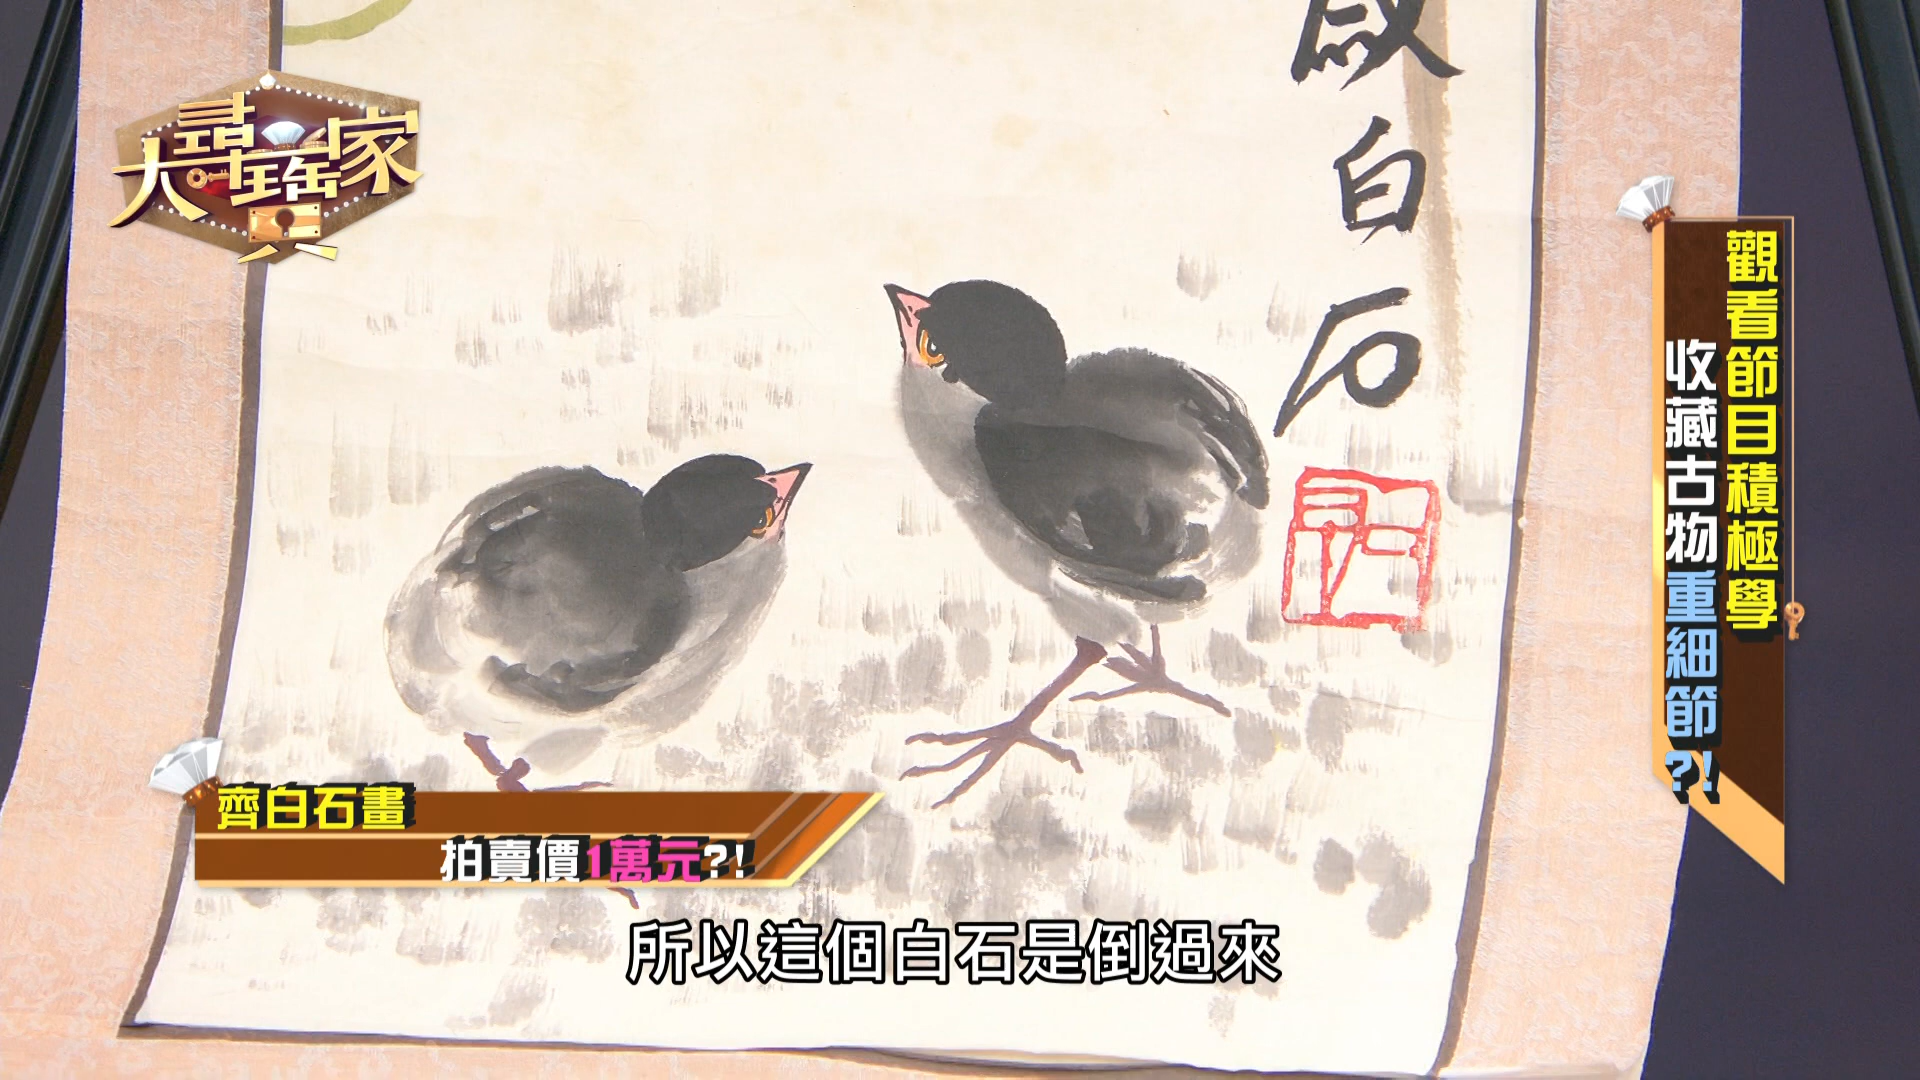 大尋寶家
歲白石
觀看節目積極學
收藏古物重細節?!
齊白石畫
拍賣價1萬元?!
所以這個白石是倒過來